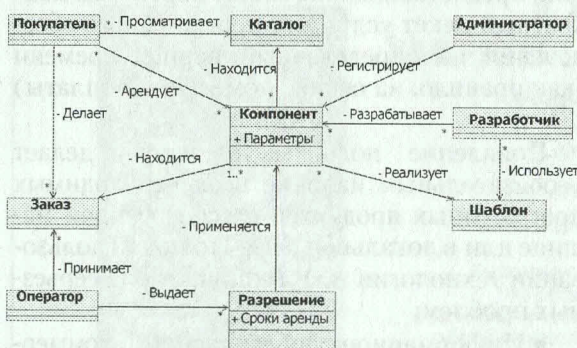 Покупатель
* - Просматривает
Каталог
Администратор
*
- Находится
- Регистрирует
- Делает
- Арендует
*
*
*
Компонент
- Разрабатывает
Разработчик
+ Параметры
*
*
*
- Находится
1..*
*
- Реализует
- Использует
*
*
*
Заказ
Шаблон
*
- Применяется
- Принимает
Оператор
- Выдает
*
Разрешение
+ Сроки аренды